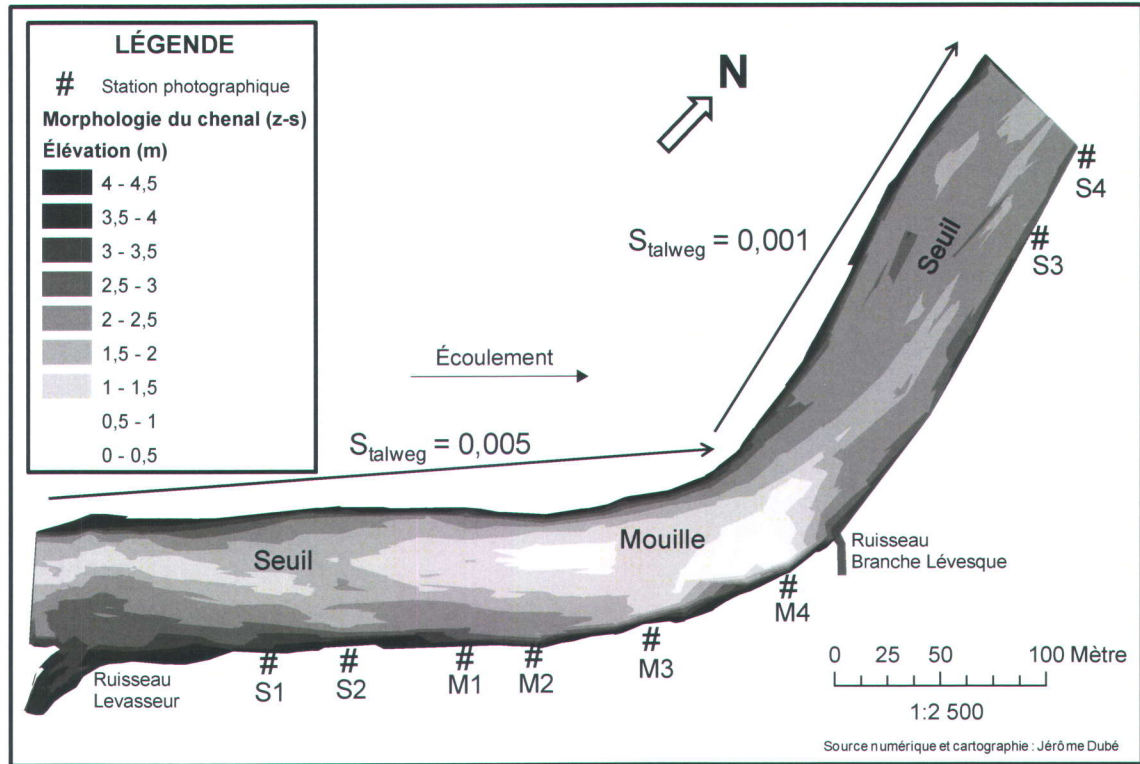 LÉGENDE
# Station photographique
Morphologie du chenal (z-s)
Élévation (m)
4 - 4,5
3,5 - 4
3 - 3,5
2,5 - 3
2 - 2,5
1,5 - 2
1 - 1,5
0,5 - 1
0 - 0,5
N
Stalweg = 0,001
Écoulement
Stalweg = 0,005
Seuil
# S4
# S3
Seuil
Mouille
Ruisseau
Branche Lévesque
Ruisseau
Levasseur
# S1
# S2
# M1
# M2
# M3
# M4
0 25 50 100 Mètre
1:2 500
Source numérique et cartographie : Jérôme Dubé